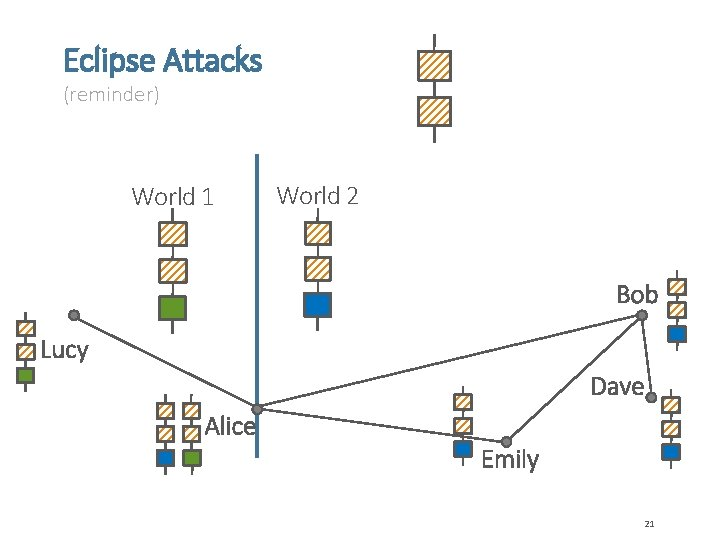 Eclipse Attacks
(reminder)
World 1
World 2
Bob
Lucy
Dave
Alice
Emily
21